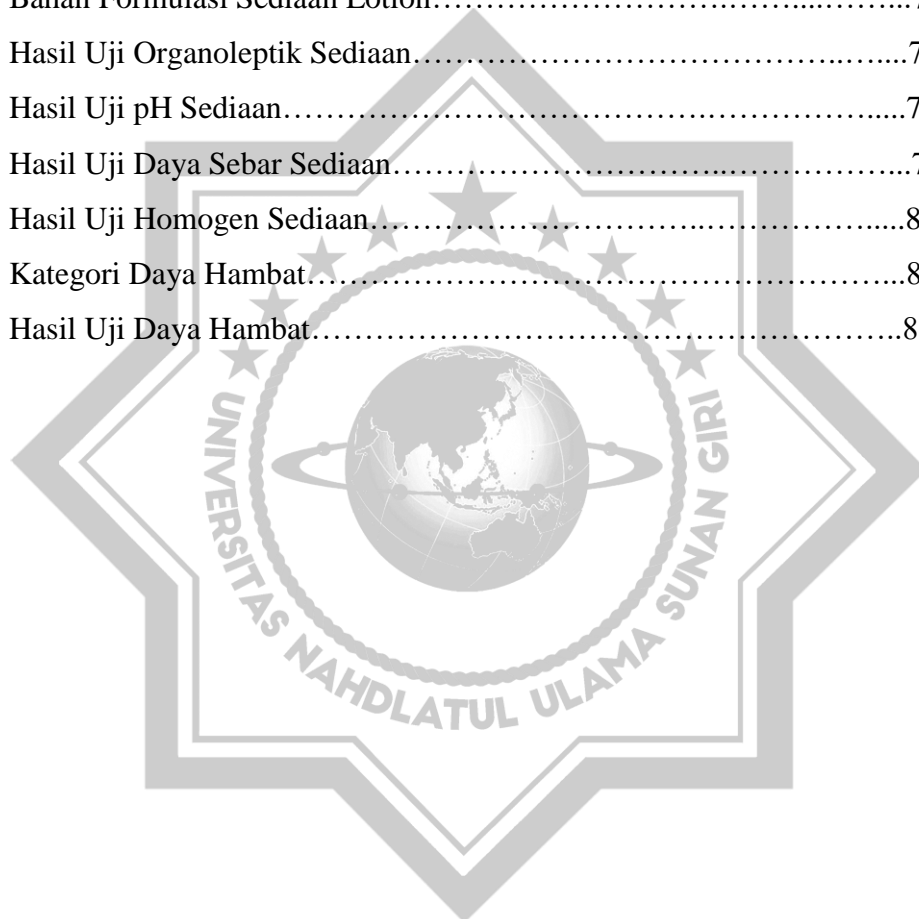 Bahan Formulasi Sediaan Lotion……………………………....……..7
Hasil Uji Organoleptik Sediaan…………………………………..…....7
Hasil Uji pH Sediaan………………………………….…………….....7
Hasil Uji Daya Sebar Sediaan…………………………..……………..7
Hasil Uji Homogen Sediaan…………………………..…………….....8
Kategori Daya Hambat………………………………………………...8
Hasil Uji Daya Hambat………………………………………………..8
UNIVERSITAS NAHDLATUL ULAMA SUNAN GIRI